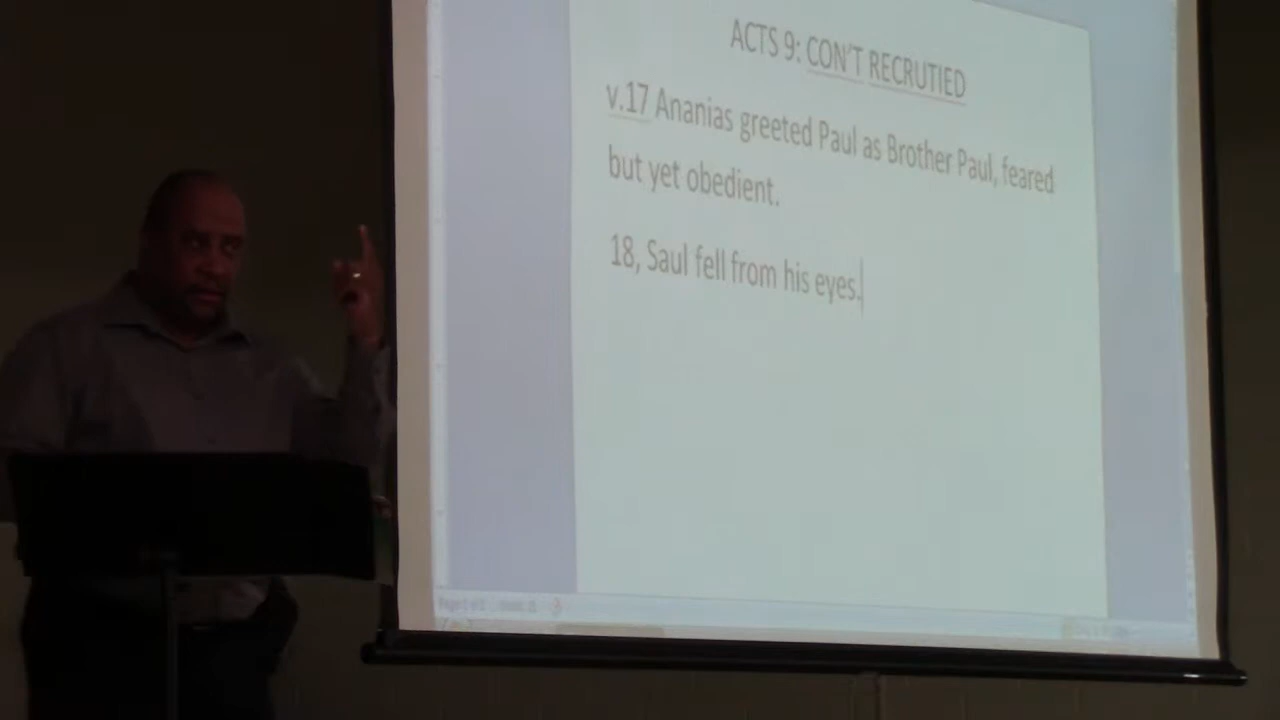 ACTS 9: CON'T RECRUTIED
v.17 Ananias greeted Paul as Brother Paul, feared
but yet obedient.
18, Saul fell from his eyes.